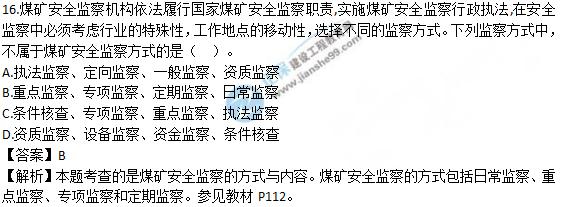 16.煤矿安全监察机构依法履行国家煤矿安全监察职责,实施煤矿安全监察行政执法,在安
监察中必须考虑行业的特殊性,工作地点的移动性,选择不同的监察方式。下列监察方式中,
不属于煤矿安全监察方式的是（ ）。
A.执法监察、定向监察、一般监察、资质监察
B.重点监察、专项监察、定期监察、日常监察
C.条件核查、专项监察、重点监察、执法监察
D.资质监察、设备监察、资金监察、条件核查
【答案】B
【解析】本题考查的是煤矿安全监察的方式与内容。煤矿安全监察的方式包括日常监察、重
点监察、专项监察和定期监察。参见教材 P112。
建设工程教育网
www.jianshe99.com